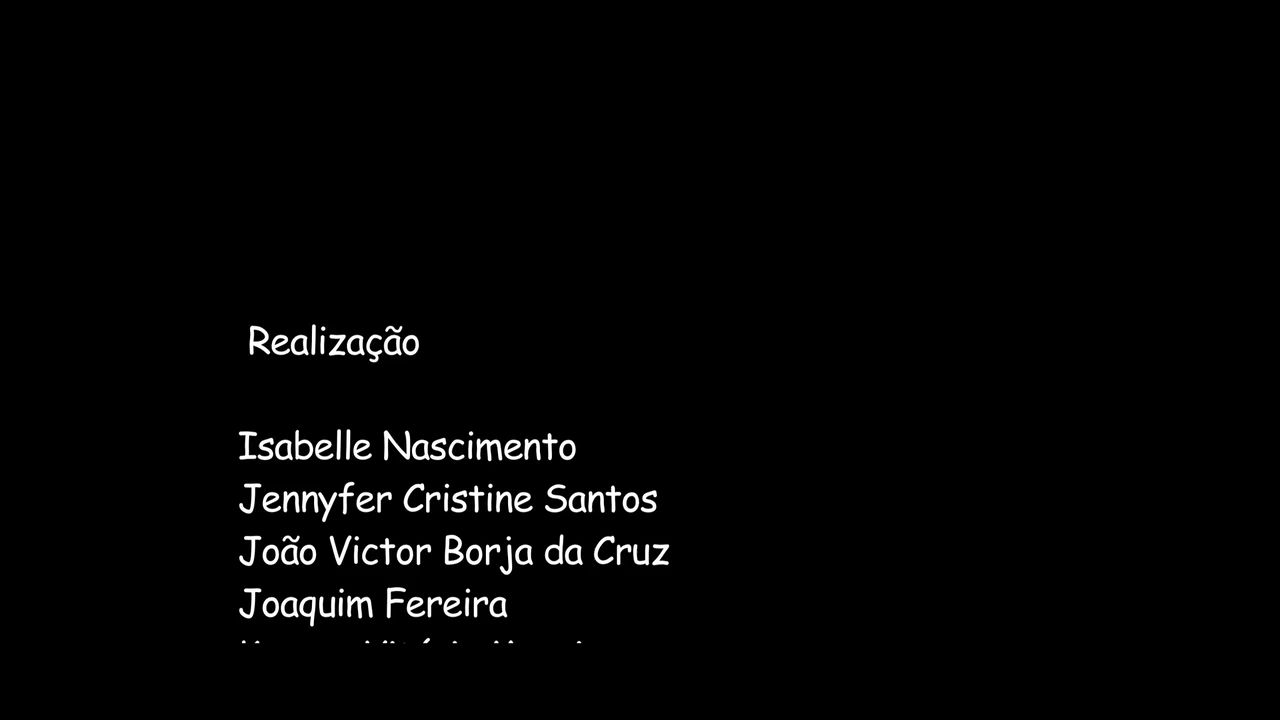 Realização
Isabelle Nascimento
Jennyfer Cristine Santos
João Victor Borja da Cruz
Joaquim Fereira